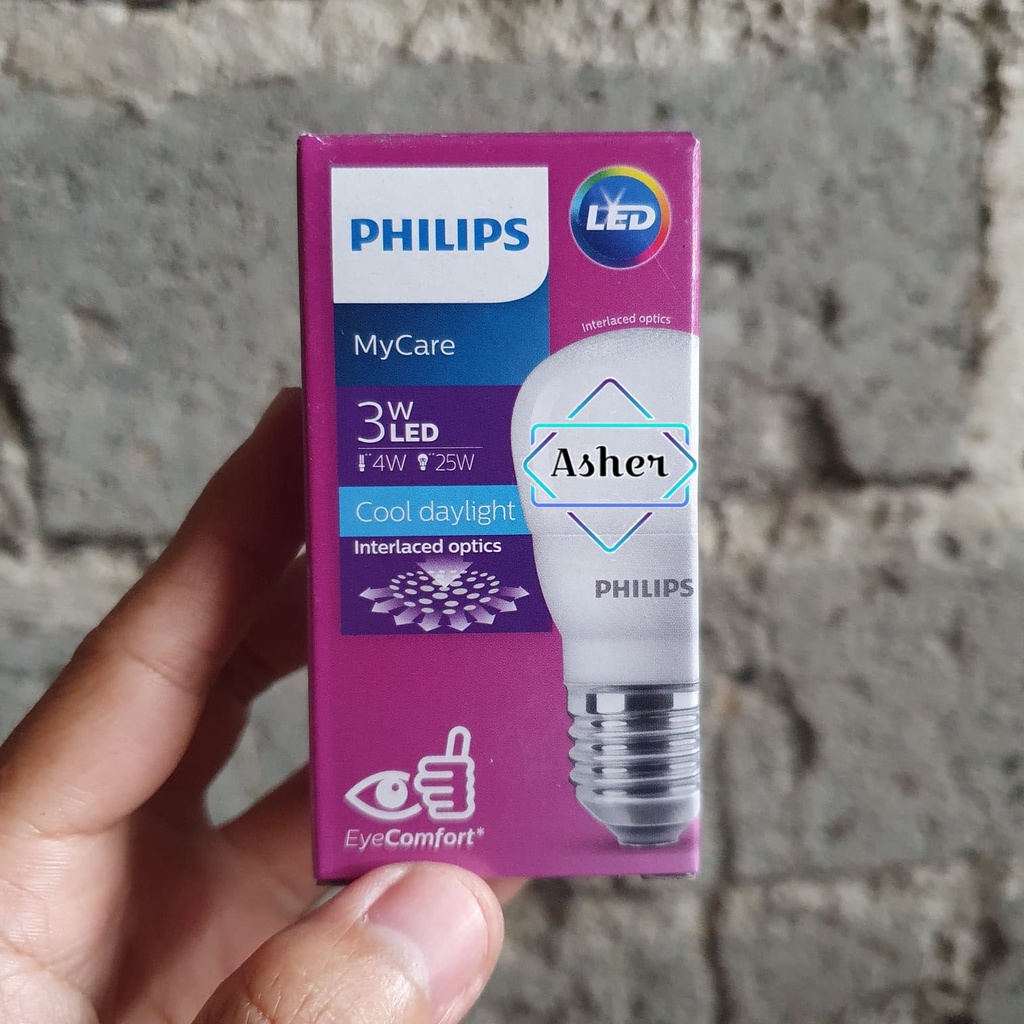 PHILIPS
LED
MyCare
Interlaced optics
3W
LED
4W 25W
Asher
Cool daylight
Interlaced optics
PHILIPS
EyeComfort*